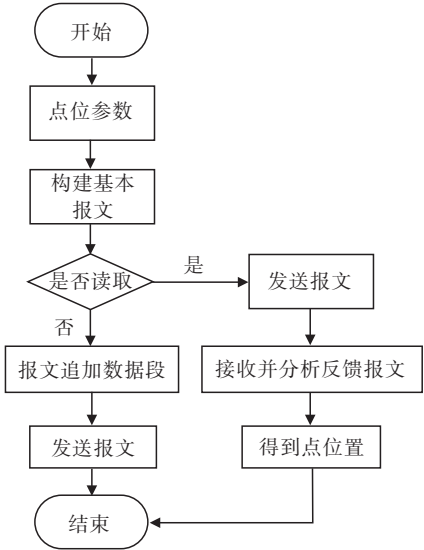 开始
点位参数
构建基本
报文
是否读取
是
发送报文
否
报文追加数据段
接收并分析反馈报文
发送报文
得到点位置
结束